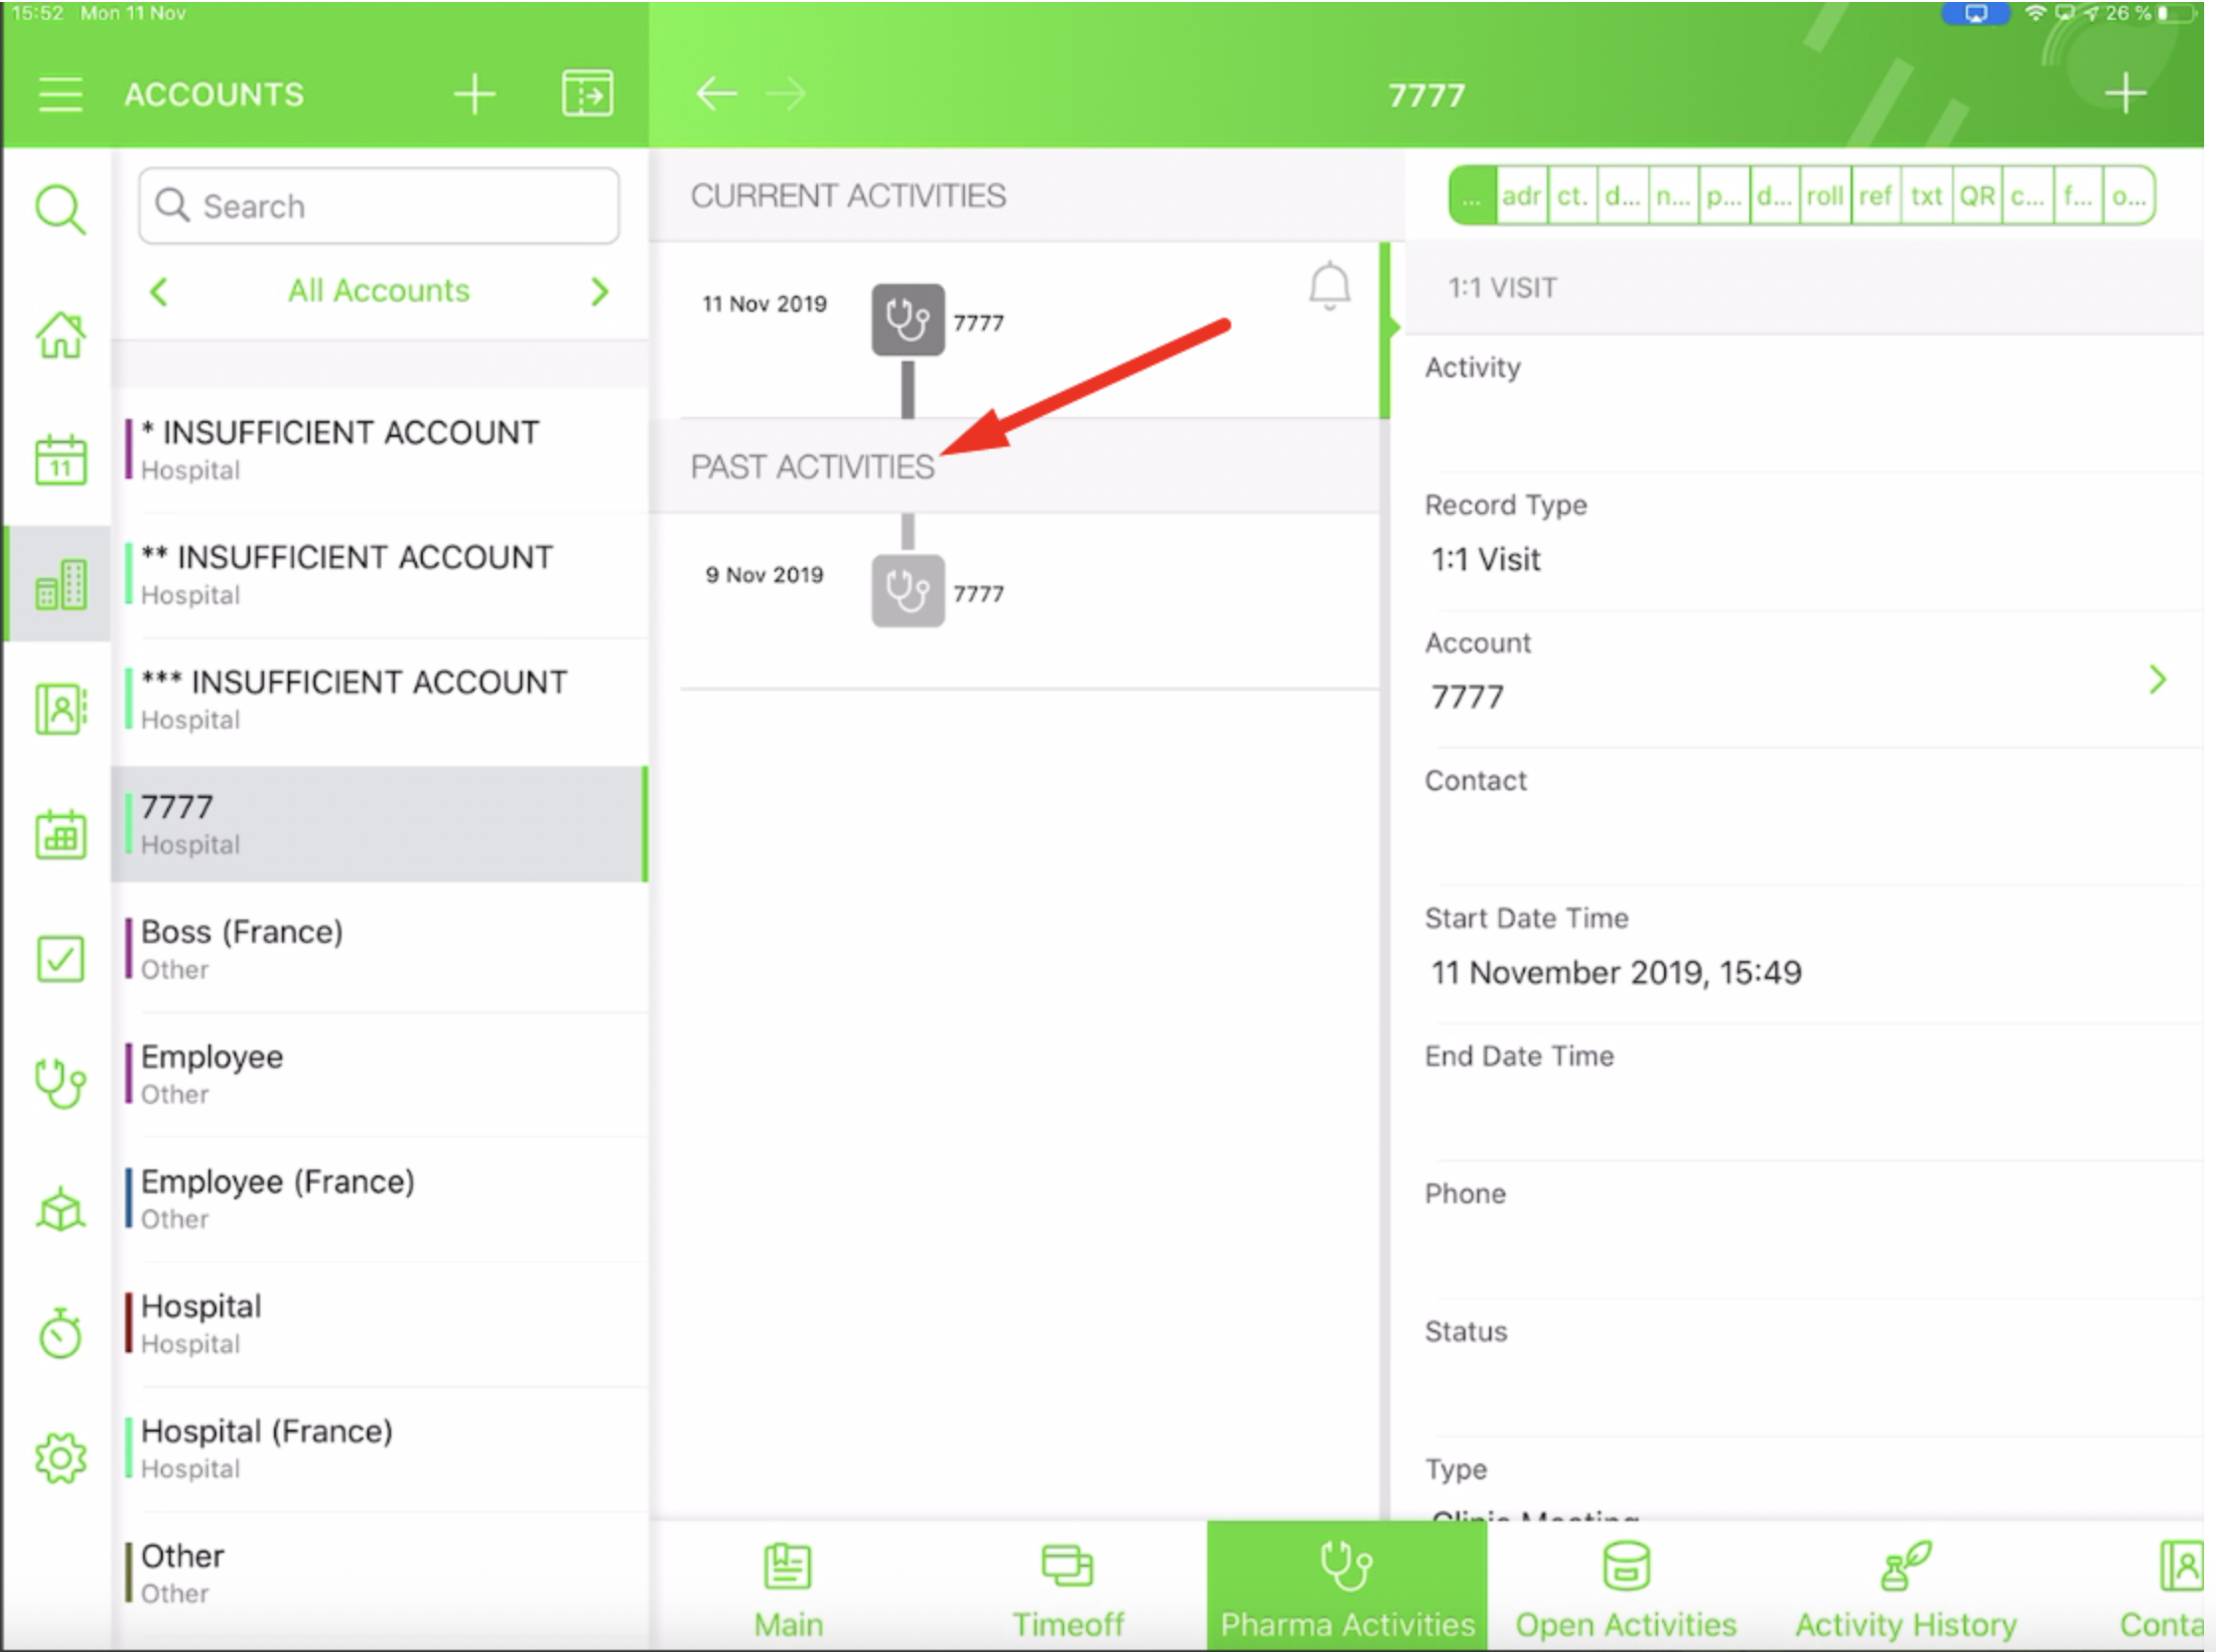 15:52 Mon 11 Nov
26 %
ACCOUNTS
7777
Search
All Accounts
* INSUFFICIENT ACCOUNT
Hospital
** INSUFFICIENT ACCOUNT
Hospital
*** INSUFFICIENT ACCOUNT
Hospital
7777
Hospital
Boss (France)
Other
Employee
Other
Employee (France)
Other
Hospital
Hospital
Hospital (France)
Hospital
Other
Other
11
CURRENT ACTIVITIES
11 Nov 2019
7777
PAST ACTIVITIES
9 Nov 2019
7777
... adr ct. d... n... p... d... roll ref txt QR c... f... o...
1:1 VISIT
Activity
Record Type
1:1 Visit
Account
7777
Contact
Start Date Time
11 November 2019, 15:49
End Date Time
Phone
Status
Type
Clinic Meeting
Main
Timeoff
Pharma Activities
Open Activities
Activity History
Conta